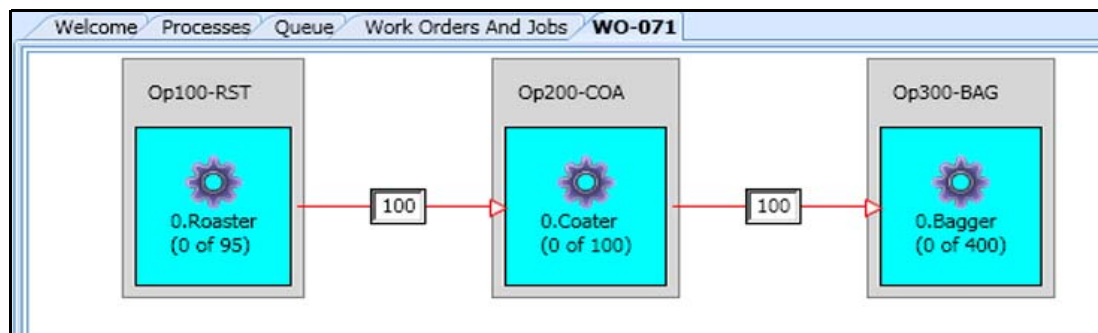 Welcome Processes Queue Work Orders And Jobs WO-071
Op100-RST
0.Roaster
(0 of 95)
100
Op200-COA
0.Coater
(0 of 100)
100
Op300-BAG
0.Bagger
(0 of 400)